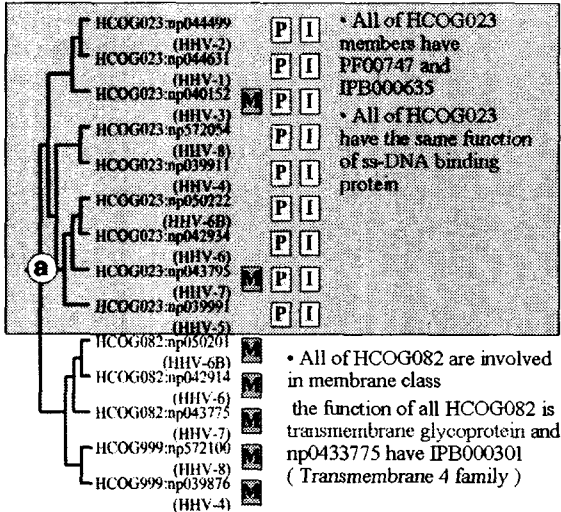 HCOG023:np044499 P I
(HHV-2)
HCOG023:np044631 P I
(HHV-1)
HCOG023:np040152 M P I
(HHV-3)
HCOG023:np572054 P I
(HHV-8)
HCOG023:np039911 P I
(HHV-4)
HCOG023:np050222 P I
(HHV-6B)
HCOG023:np042934 P I
(HHV-6)
a
HCOG023:np043795 M P I
(HHV-7)
HCOG023:np039991 P I
(HHV-5)
• All of HCOG023
members have
PF00747 and
IPB000635
• All of HCOG023
have the same function
of ss-DNA binding
protein
HCOG082:np050201 M
(HHV-6B)
HCOG082:np042914 M
(HHV-6)
HCOG082:np043775 M
(HHV-7)
HCOG999:np572100 M
(HHV-8)
HCOG999:np039876 M
(HHV-4)
• All of HCOG082 are involved
in membrane class
the function of all HCOG082 is
transmembrane glycoprotein and
np0433775 have IPB000301
( Transmembrane 4 family )